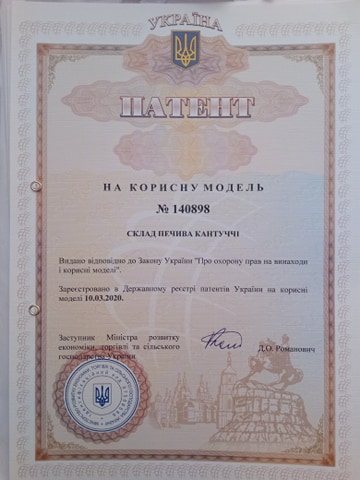 УКРАЇНА
ПАТЕНТ
НА КОРИСНУ МОДЕЛЬ
№ 140898
СКЛАД ПЕЧИВА КАНТУЧЧІ
Видано відповідно до Закону України "Про охорону прав на винаходи
і корисні моделі".
Зареєстровано в Державному реєстрі патентів України на корисні
моделі 10.03.2020.
Заступник Міністра розвитку
економіки, торгівлі та сільського
господарства України
Д.О. Романович